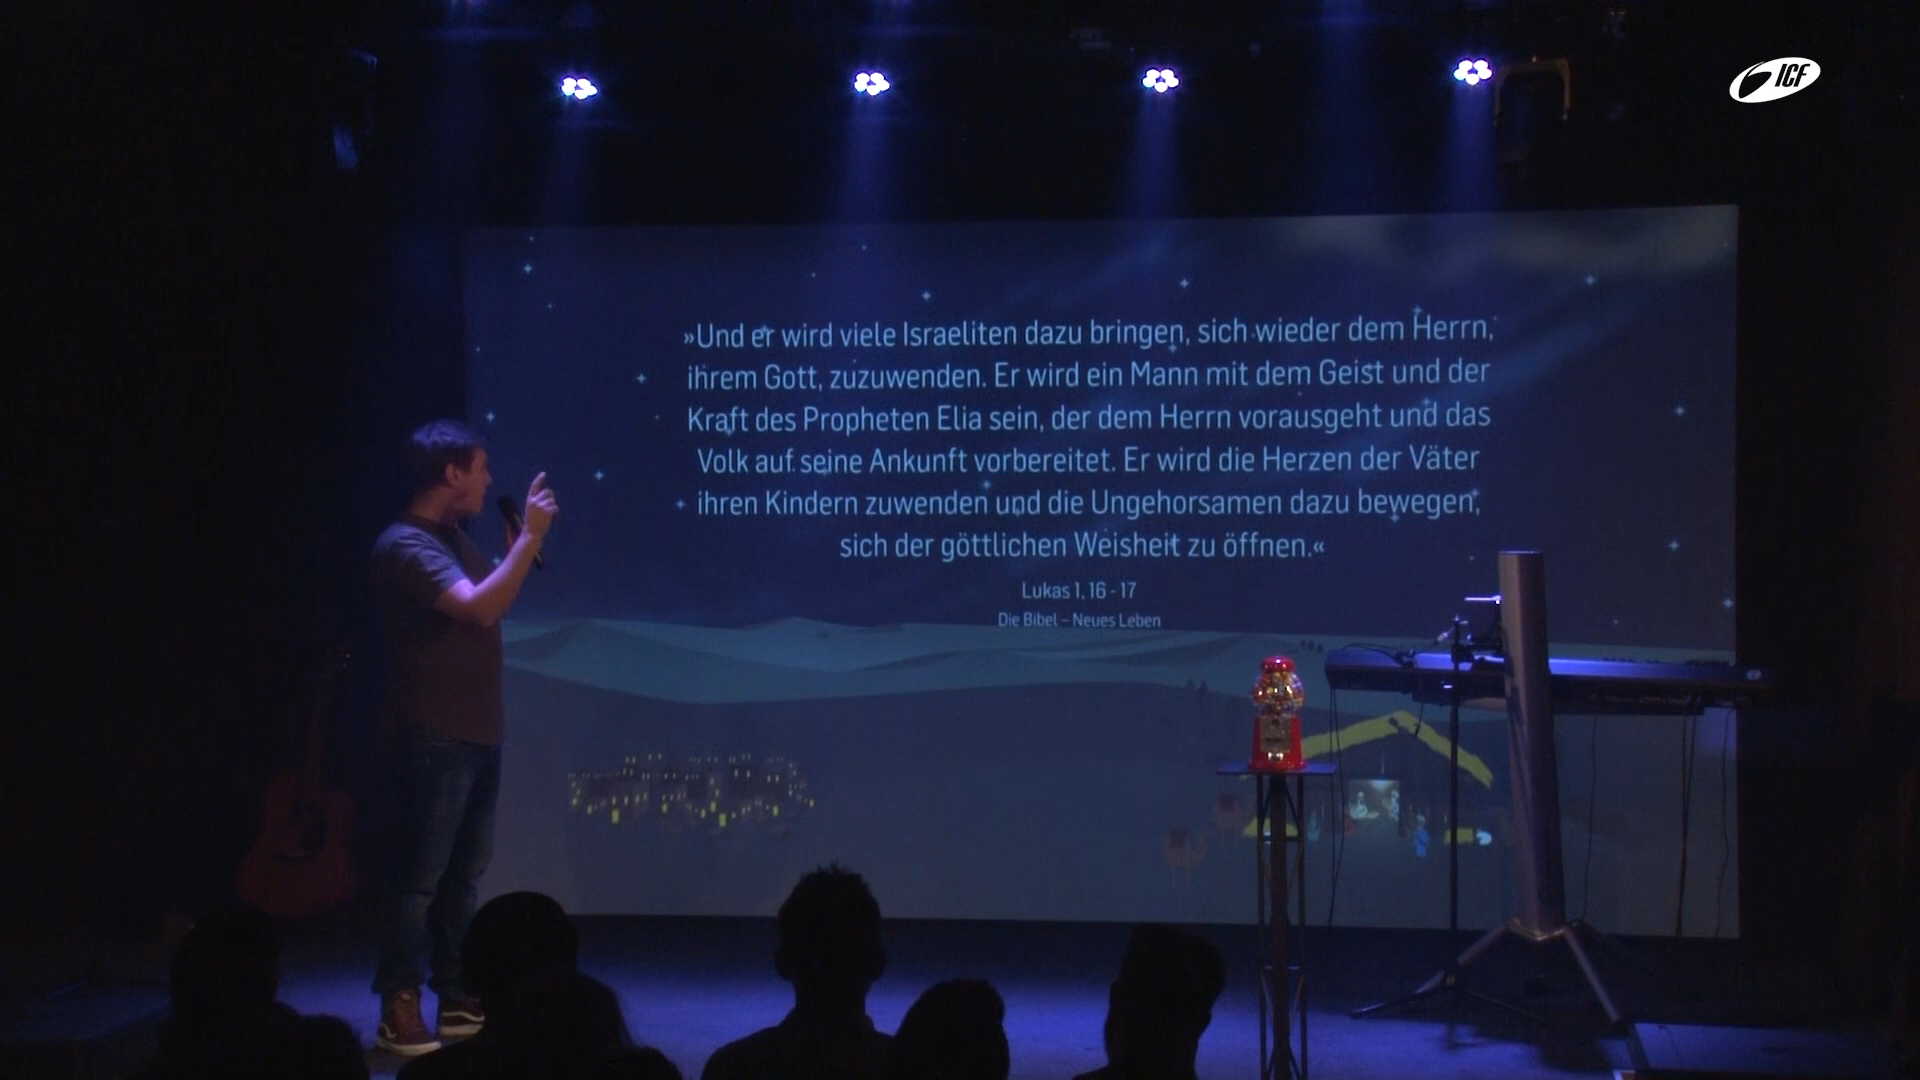 ICF
»Und er wird viele Israeliten dazu bringen, sich wieder dem Herrn,
ihrem Gott, zuzuwenden. Er wird ein Mann mit dem Geist und der
Kraft des Propheten Elia sein, der dem Herrn vorausgeht und das
Volk auf seine Ankunft vorbereitet. Er wird die Herzen der Väter
ihren Kindern zuwenden und die Ungehorsamen dazu bewegen,
sich der göttlichen Weisheit zu öffnen.«
Lukas 1, 16 - 17
Die Bibel – Neues Leben